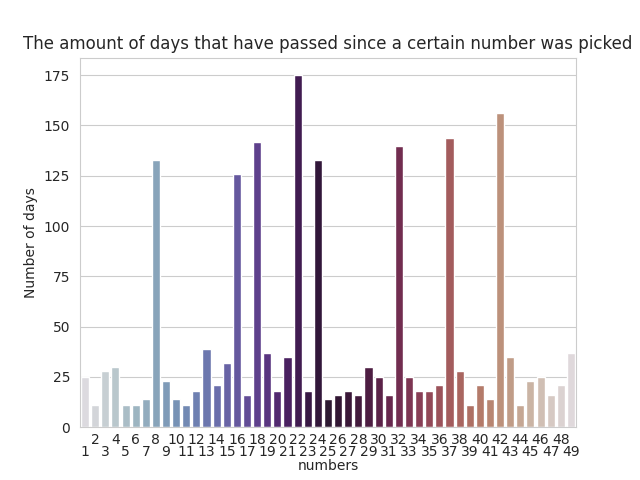 The amount of days that have passed since a certain number was picked
175
150
125
100
75
50
25
0
Number of days
2 4 6 8 10 12 14 16 18 20 22 24 26 28 30 32 34 36 38 40 42 44 46 48
1 3 5 7 9 11 13 15 17 19 21 23 25 27 29 31 33 35 37 39 41 43 45 47 49
numbers